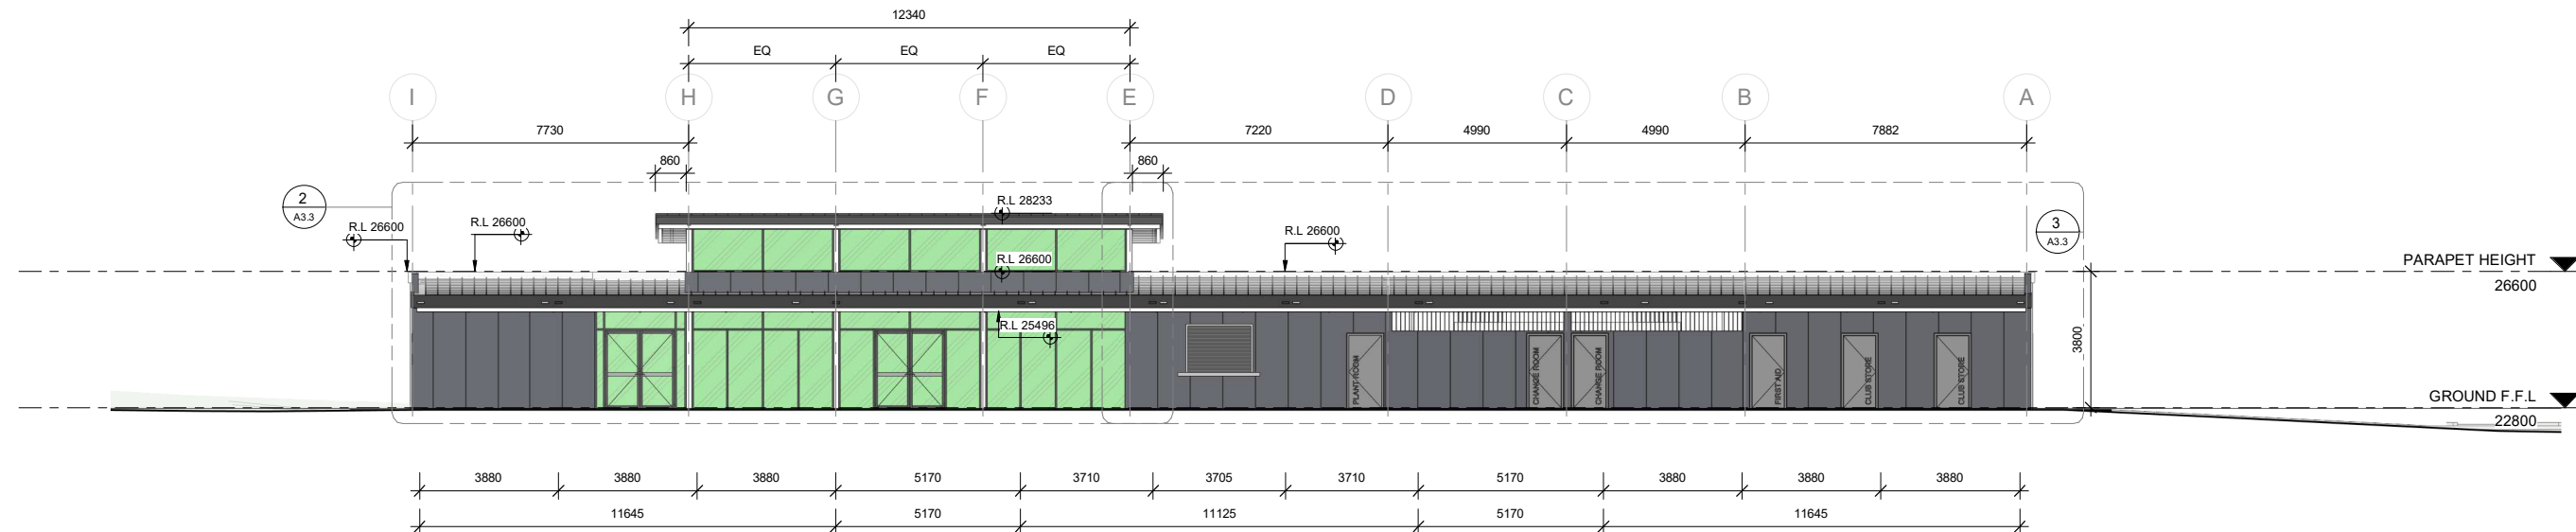 12340
EQ EQ EQ
I H G F E D C B A
7730 7220 4990 4990 7882
860 860
2
A3.3
3
A3.3
R.L 28233
R.L 26600 R.L 26600 R.L 26600
R.L 26600
PARAPET HEIGHT
26600
R.L 25496
3800
PLANT ROOM CHANGE ROOM CHANGE ROOM FIRST AID CLUB STORE CLUB STORE
GROUND F.F.L
22800
3880 3880 3880 5170 3710 3705 3710 5170 3880 3880 3880
11645 5170 11125 5170 11645